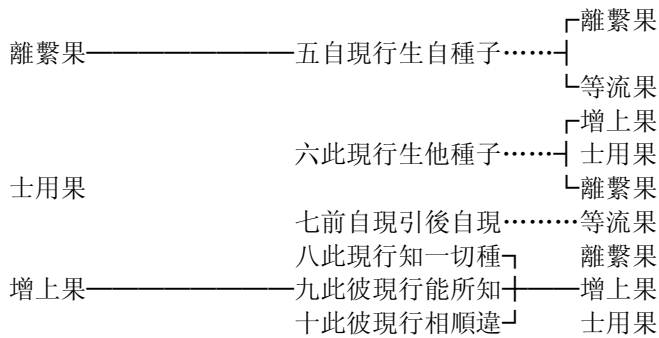 ┌離繫果
離繫果────────五自現行生自種子……┤
└等流果
┌增上果
六此現行生他種子……┤士用果
士用果　└離繫果
七前自現引後自現………等流果
八此現行知一切種┐　離繫果
增上果────────九此彼現行能所知┼──增上果
十此彼現行相順違┘　士用果